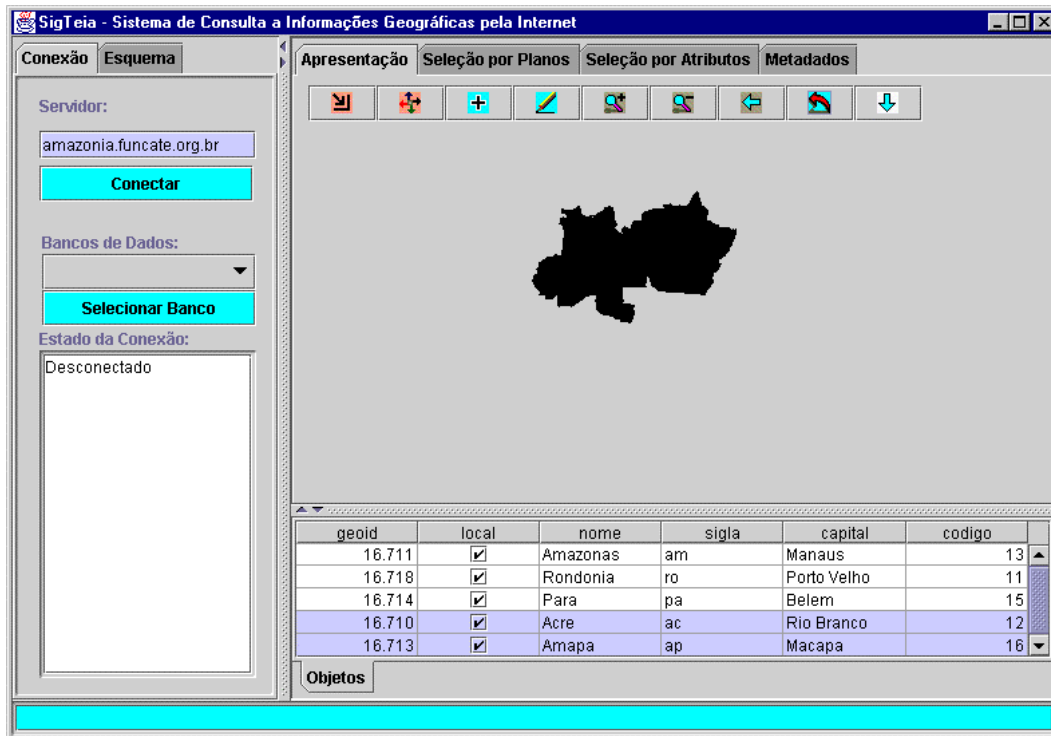 SigTeia - Sistema de Consulta a Informações Geográficas pela Internet
Conexão Esquema
Servidor:
amazonia.funcate.org.br
Conectar
Bancos de Dados:
Selecionar Banco
Estado da Conexão:
Desconectado
Apresentação Seleção por Planos Seleção por Atributos Metadados
geoid local nome sigla capital codigo
16.711 Amazonas am Manaus 13
16.718 Rondonia ro Porto Velho 11
16.714 Para pa Belem 15
16.710 Acre ac Rio Branco 12
16.713 Amapa ap Macapa 16
Objetos